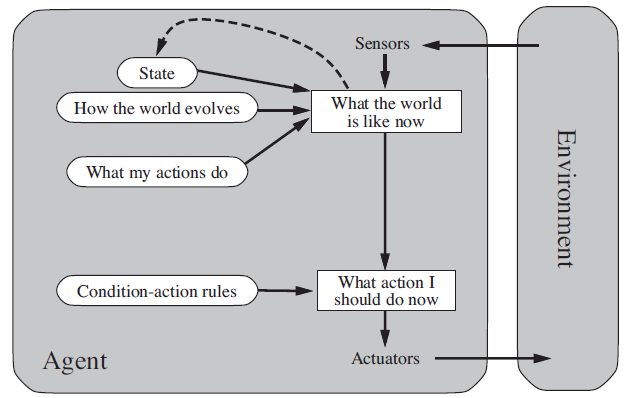 Sensors
State
How the world evolves
What the world
is like now
What my actions do
Environment
Condition-action rules
What action I
should do now
Agent
Actuators